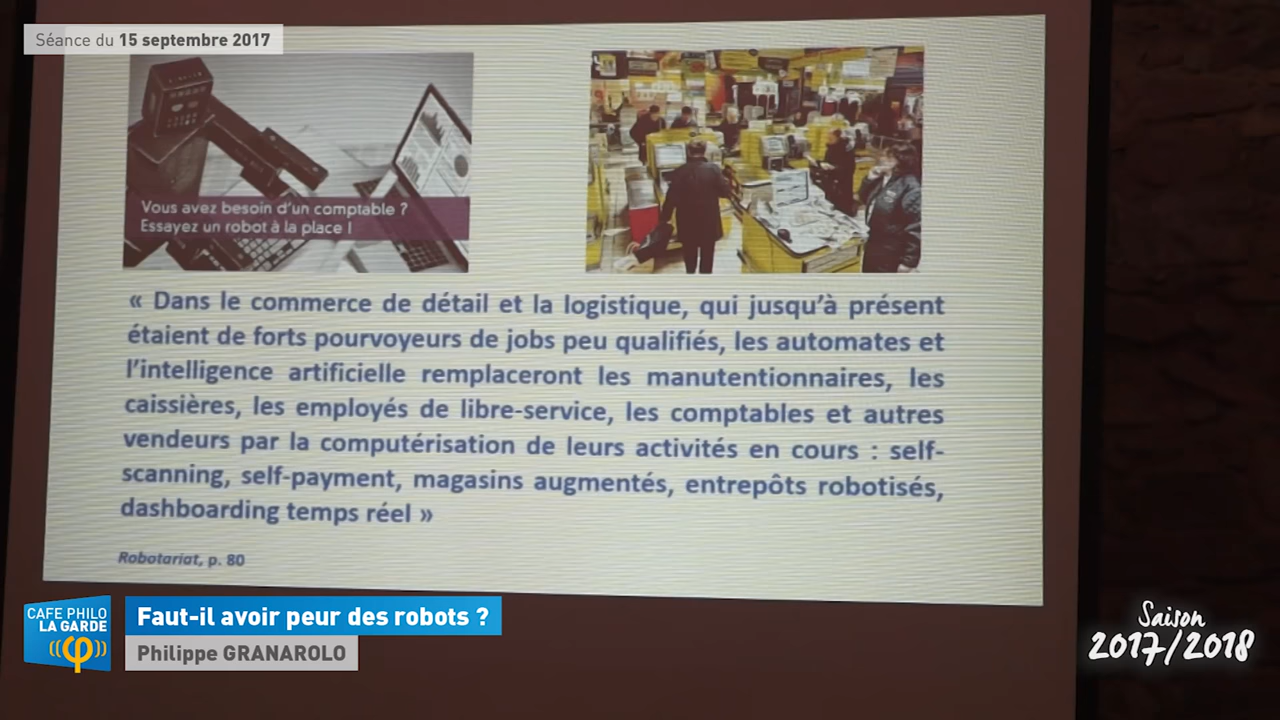 Séance du 15 septembre 2017
Vous avez besoin d'un comptable ?
Essayez un robot à la place !
« Dans le commerce de détail et la logistique, qui jusqu'à présent
étaient de forts pourvoyeurs de jobs peu qualifiés, les automates et
l'intelligence artificielle remplaceront les manutentionnaires, les
caissières, les employés de libre-service, les comptables et autres
vendeurs par la computérisation de leurs activités en cours : self-
scanning, self-payment, magasins augmentés, entrepôts robotisés,
dashboarding temps réel »
Robotariat, p. 80
CAFE PHILO
LA GARDE
((φ))
Faut-il avoir peur des robots ?
Philippe GRANAROLO
Saison
2017/2018